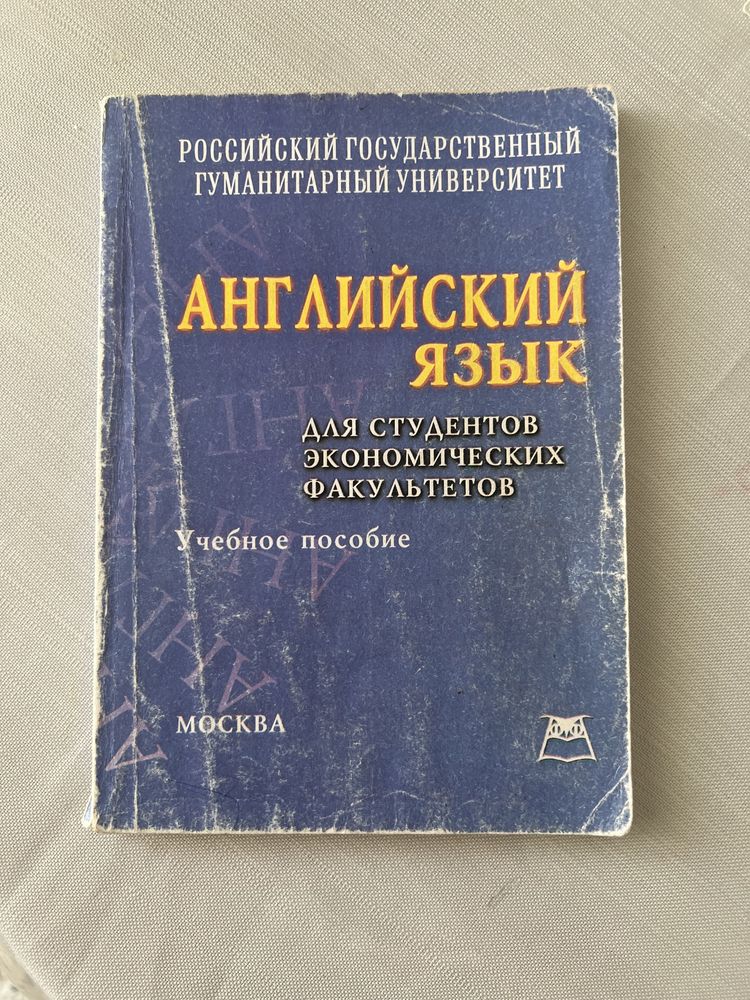 РОССИЙСКИЙ ГОСУДАРСТВЕННЫЙ
ГУМАНИТАРНЫЙ УНИВЕРСИТЕТ
АНГЛИЙСКИЙ
ЯЗЫК
ДЛЯ СТУДЕНТОВ
ЭКОНОМИЧЕСКИХ
ФАКУЛЬТЕТОВ
Учебное пособие
МОСКВА